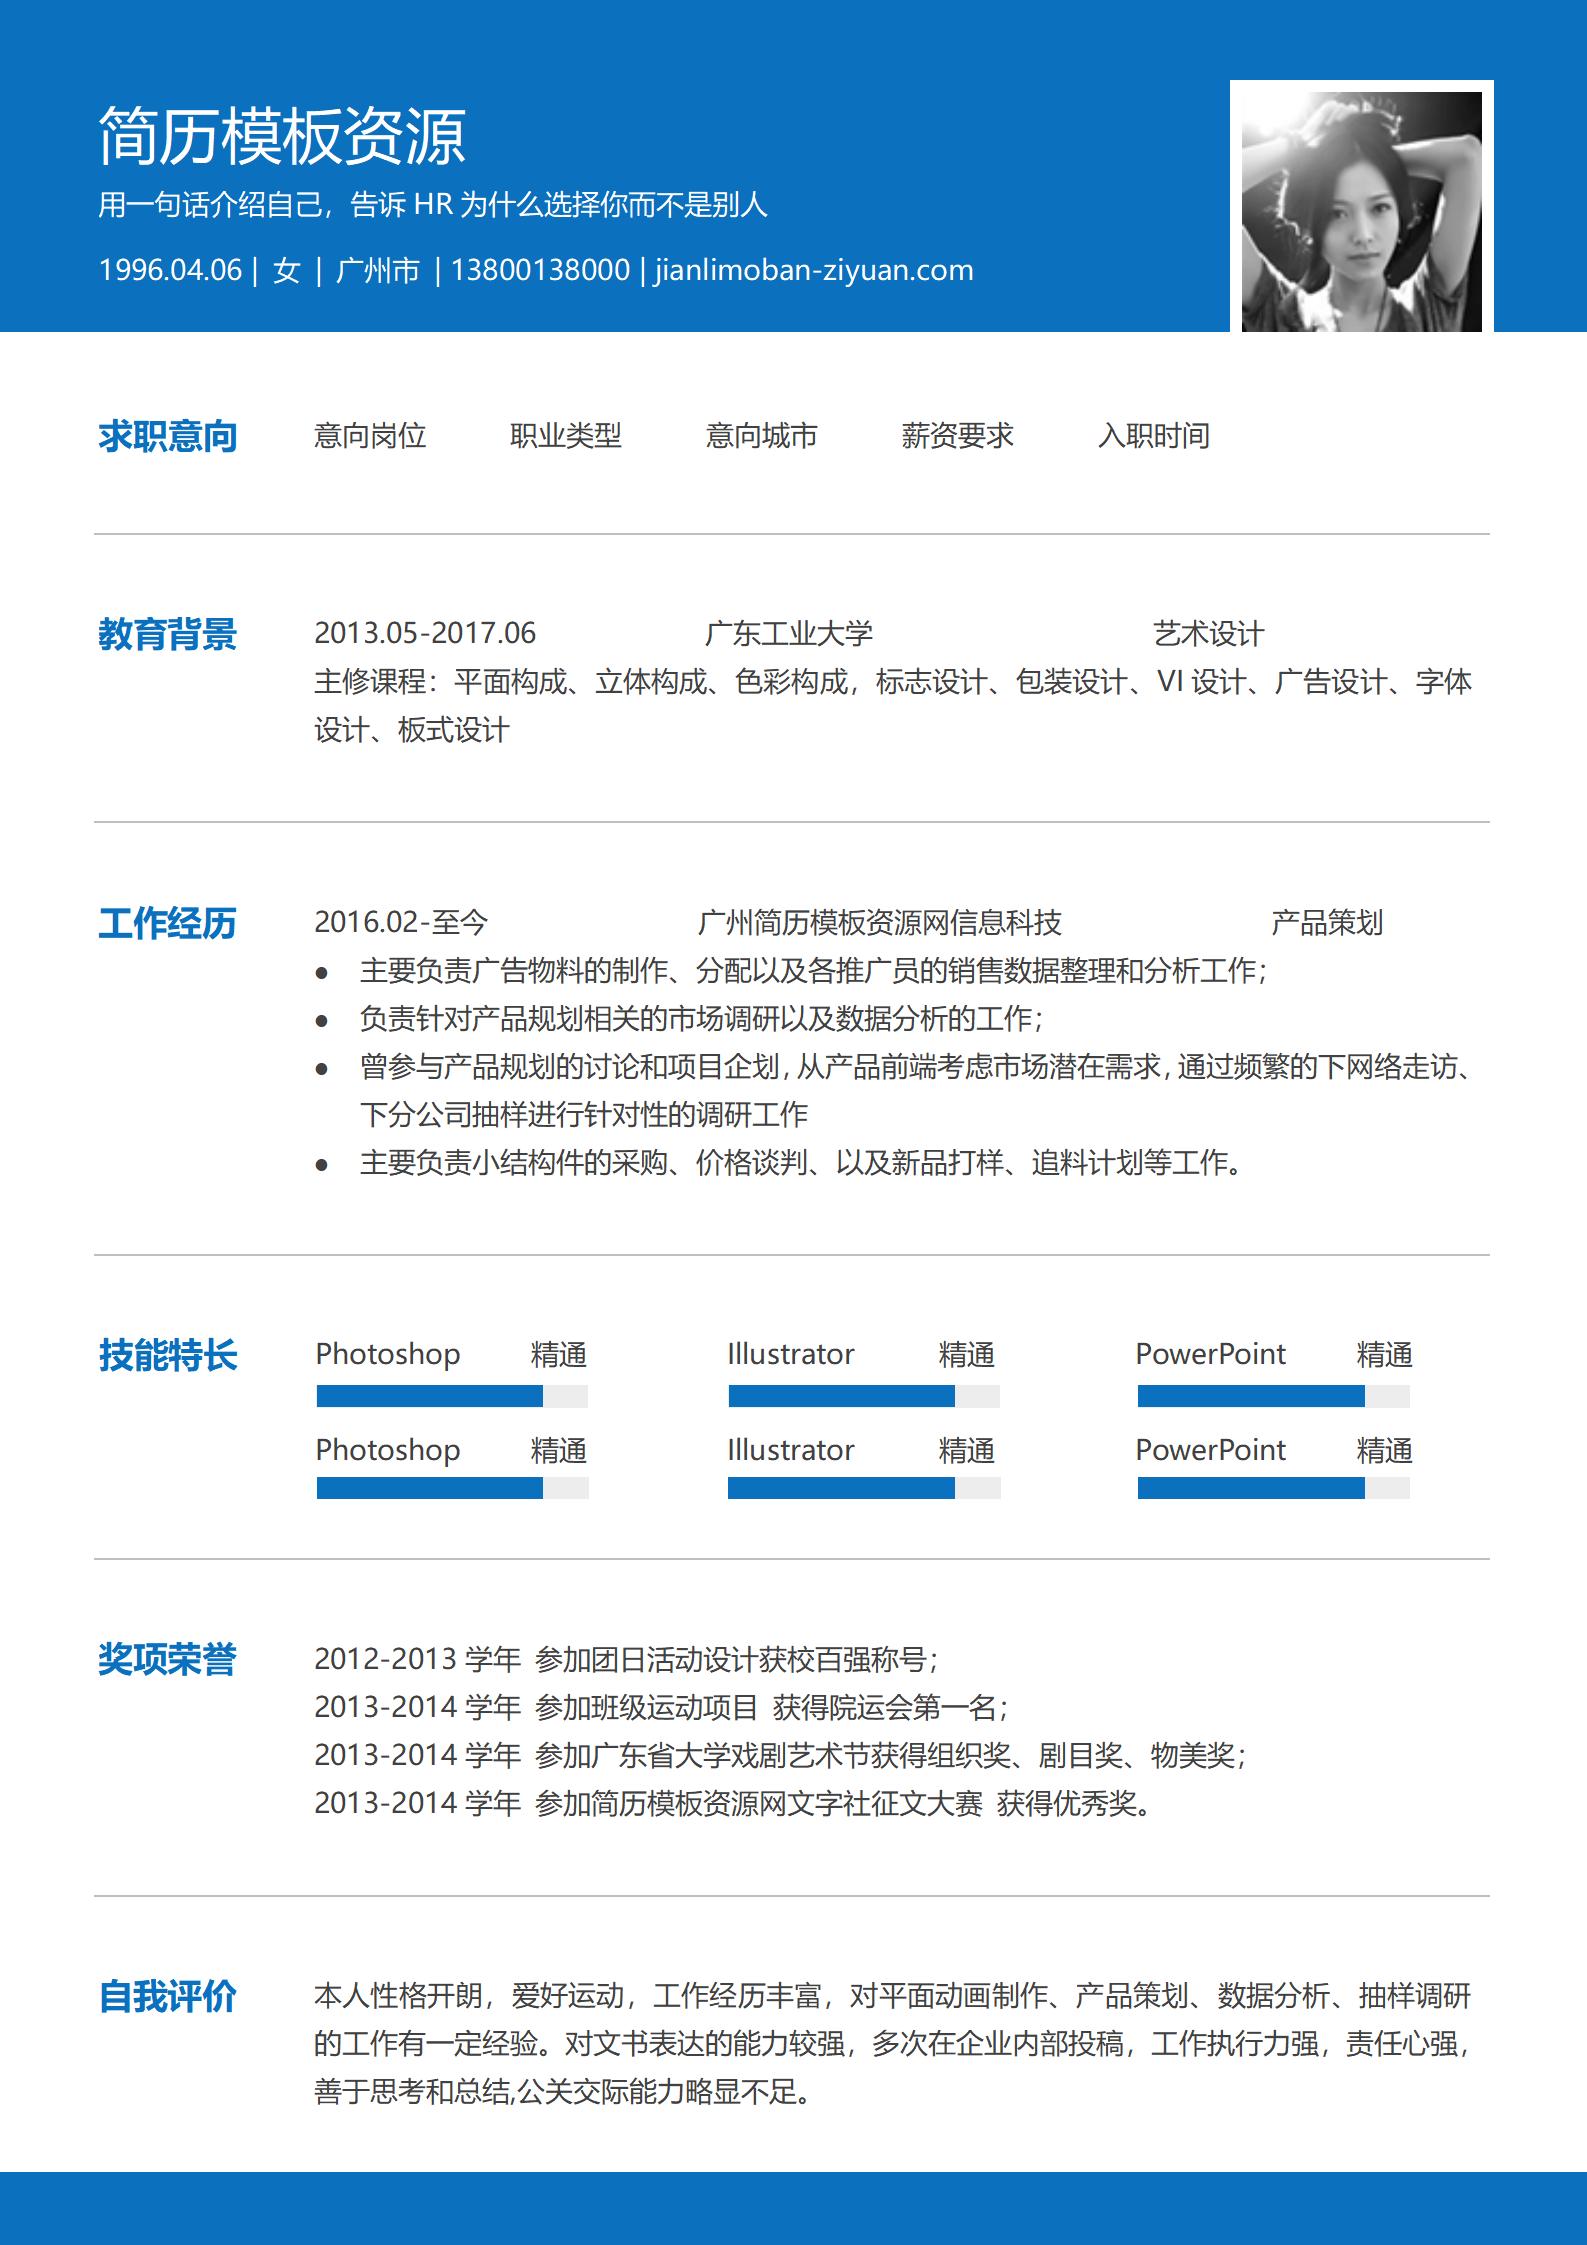 简历模板资源
用一句话介绍自己，告诉 HR 为什么选择你而不是别人
1996.04.06 | 女 | 广州市 | 13800138000 | jianlimoban-ziyuan.com
求职意向 意向岗位 职业类型 意向城市 薪资要求 入职时间
教育背景 2013.05-2017.06 广东工业大学 艺术设计
主修课程：平面构成、立体构成、色彩构成，标志设计、包装设计、VI 设计、广告设计、字体
设计、板式设计
工作经历 2016.02-至今 广州简历模板资源网信息科技 产品策划
● 主要负责广告物料的制作、分配以及各推广员的销售数据整理和分析工作；
● 负责针对产品规划相关的市场调研以及数据分析的工作；
● 曾参与产品规划的讨论和项目企划，从产品前端考虑市场潜在需求，通过频繁的下网络走访、
下分公司抽样进行针对性的调研工作
● 主要负责小结构件的采购、价格谈判、以及新品打样、追料计划等工作。
技能特长 Photoshop 精通 Illustrator 精通 PowerPoint 精通
Photoshop 精通 Illustrator 精通 PowerPoint 精通
奖项荣誉 2012-2013 学年 参加团日活动设计获校百强称号；
2013-2014 学年 参加班级运动项目 获得院运会第一名；
2013-2014 学年 参加广东省大学戏剧艺术节获得组织奖、剧目奖、物美奖；
2013-2014 学年 参加简历模板资源网文字社征文大赛 获得优秀奖。
自我评价 本人性格开朗，爱好运动，工作经历丰富，对平面动画制作、产品策划、数据分析、抽样调研
的工作有一定经验。对文书表达的能力较强，多次在企业内部投稿，工作执行力强，责任心强，
善于思考和总结,公关交际能力略显不足。